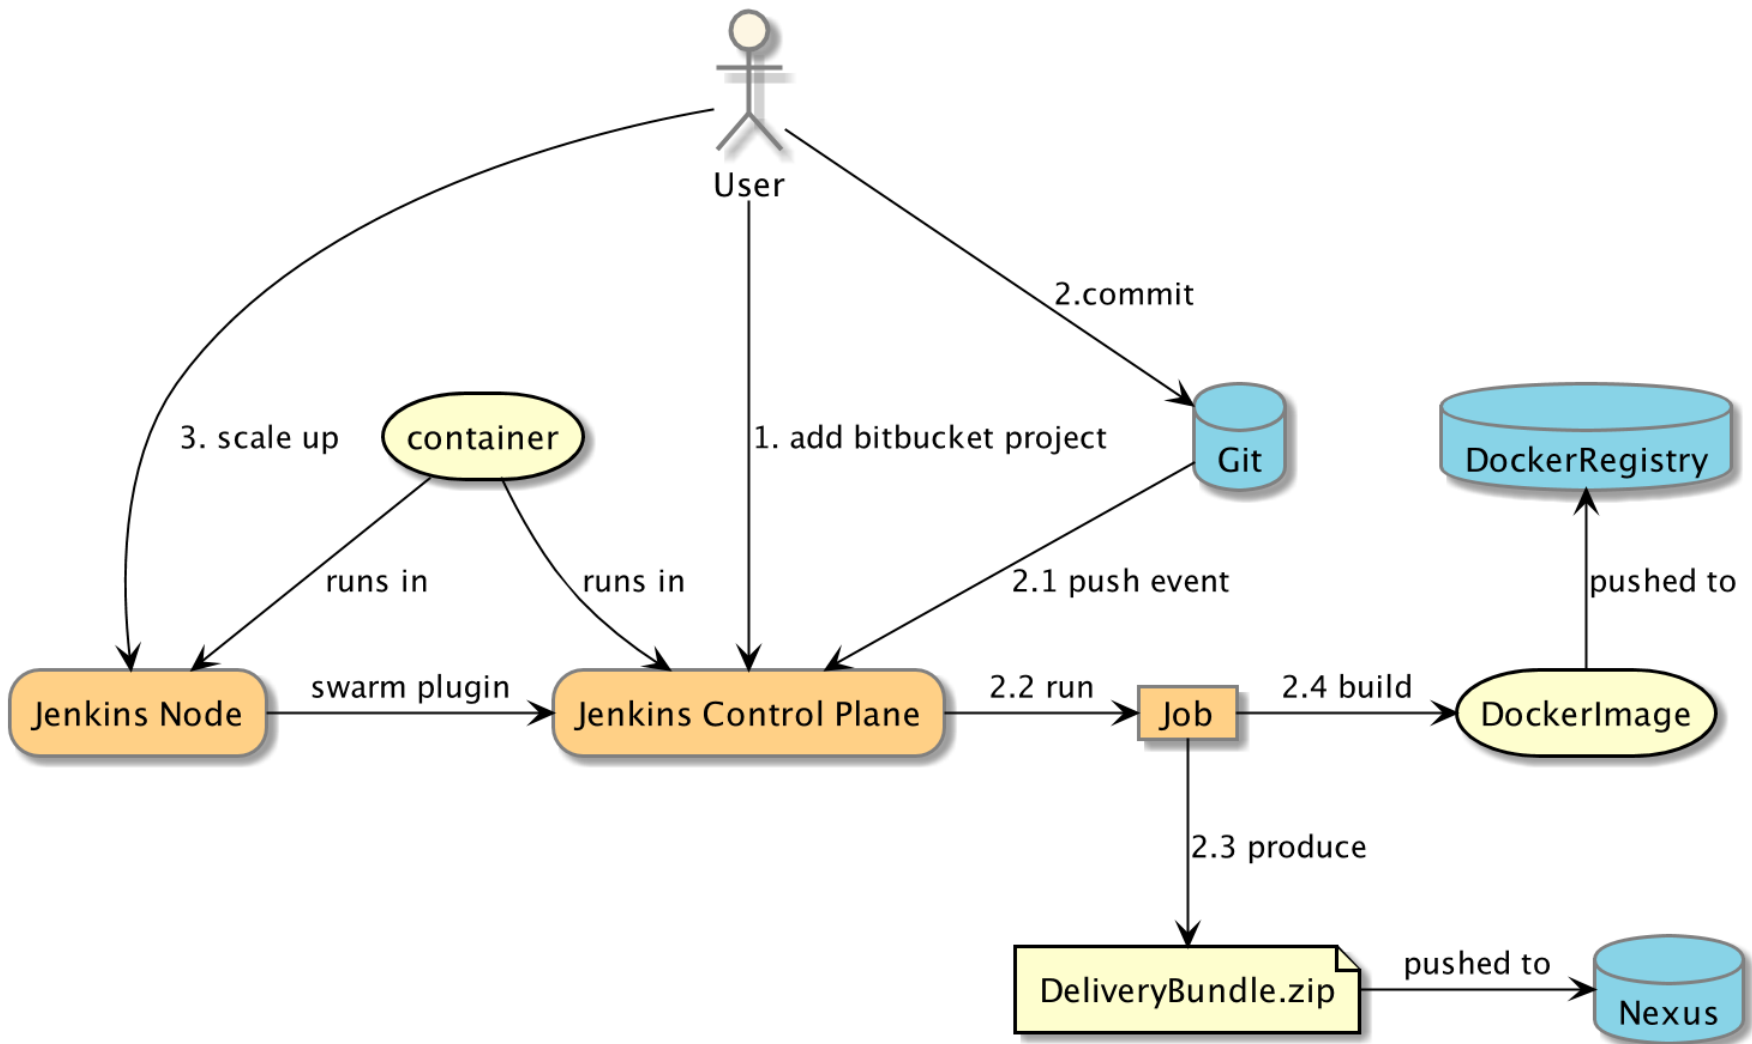 User
2.commit
3. scale up
container
1. add bitbucket project
Git
DockerRegistry
runs in
runs in
2.1 push event
pushed to
Jenkins Node
swarm plugin
Jenkins Control Plane
2.2 run
Job
2.4 build
DockerImage
2.3 produce
DeliveryBundle.zip
pushed to
Nexus